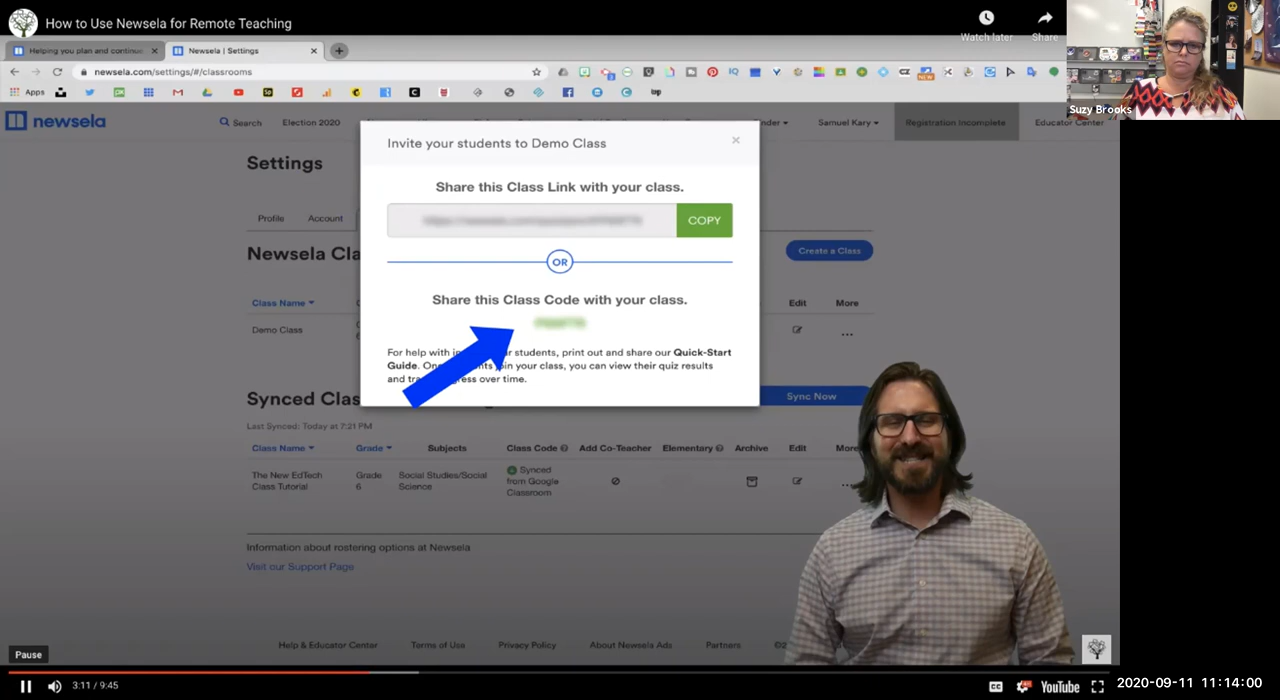 How to Use Newsela for Remote Teaching
Watch later
Share
Helping you plan and continue
Newsela | Settings
newsela.com/settings/#/classrooms
Apps
newsela
Search
Election 2020
Samuel Kary
Registration Incomplete
Educator Center
Suzy Brooks
Invite your students to Demo Class
Settings
Share this Class Link with your class.
Profile
Account
COPY
Newsela Cla
Create a Class
OR
Share this Class Code with your class.
Class Name
Edit
More
Demo Class
For help with students, print out and share our Quick-Start
Guide. your class, you can view their quiz results
and over time.
Synced Clas
Sync Now
Last Synced: Today at 7:21 PM
Class Name
Grade
Subjects
Class Code
Add Co-Teacher
Elementary
Archive
Edit
More
The New EdTech
Class Tutorial
Grade
6
Social Studies/Social
Science
Synced
from Google
Classroom
Information about rostering options at Newsela
Visit our Support Page
Help & Educator Center
Terms of Use
Privacy Policy
About Newsela Ads
Partners
Pause
3:11 / 9:45
CC
YouTube
2020-09-11 11:14:00